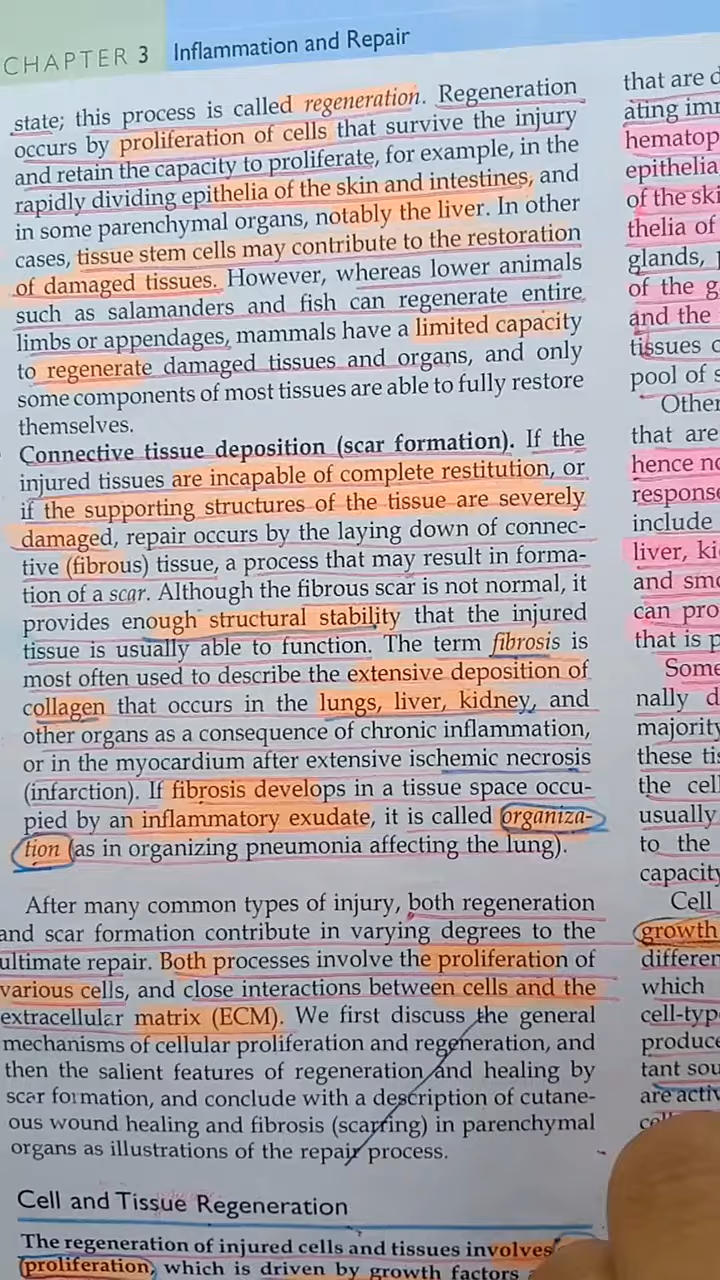 CHAPTER 3 Inflammation and Repair
state; this process is called regeneration. Regeneration
occurs by proliferation of cells that survive the injury
and retain the capacity to proliferate, for example, in the
rapidly dividing epithelia of the skin and intestines, and
in some parenchymal organs, notably the liver. In other
cases, tissue stem cells may contribute to the restoration
of damaged tissues. However, whereas lower animals
such as salamanders and fish can regenerate entire
limbs or appendages, mammals have a limited capacity
to regenerate damaged tissues and organs, and only
some components of most tissues are able to fully restore
themselves.
Connective tissue deposition (scar formation). If the
injured tissues are incapable of complete restitution, or
if the supporting structures of the tissue are severely
damaged, repair occurs by the laying down of connec-
tive (fibrous) tissue, a process that may result in forma-
tion of a scar. Although the fibrous scar is not normal, it
provides enough structural stability that the injured
tissue is usually able to function. The term fibrosis is
most often used to describe the extensive deposition of
collagen that occurs in the lungs, liver, kidney, and
other organs as a consequence of chronic inflammation,
or in the myocardium after extensive ischemic necrosis
(infarction). If fibrosis develops in a tissue space occu-
pied by an inflammatory exudate, it is called organiza-
tion (as in organizing pneumonia affecting the lung).
After many common types of injury, both regeneration
and scar formation contribute in varying degrees to the
ultimate repair. Both processes involve the proliferation of
various cells, and close interactions between cells and the
extracellular matrix (ECM). We first discuss the general
mechanisms of cellular proliferation and regeneration, and
then the salient features of regeneration and healing by
scar formation, and conclude with a description of cutane-
ous wound healing and fibrosis (scarring) in parenchymal
organs as illustrations of the repair process.
Cell and Tissue Regeneration
The regeneration of injured cells and tissues involves
proliferation, which is driven by growth factors
that are
ating
of the
thelia of
glands,
of the
and the
tissues
pool of
Other
that are
hence
response
include
liver,
and
can
that is
Some
nally
majority
these
the
usually
to the
capacity
Cell
growth
which
cell-type
are